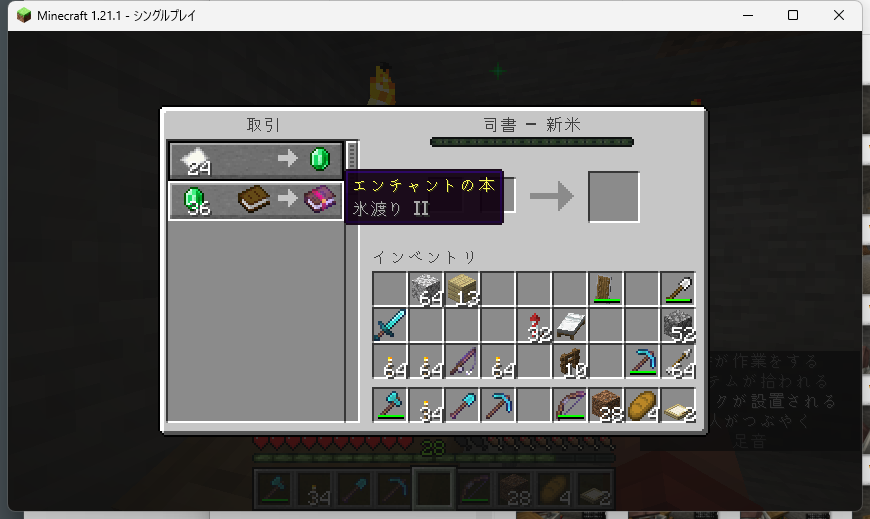 Minecraft 1.21.1 - シングルプレイ
取引
司書 – 新米
24
36
エンチャントの本
氷渡り II
インベントリ
64 13
32 52
64 64 64 10 64
34 28 4 2
が作業をする
テムが拾われる
クが設置される
人がつぶやく
足音
28
34 28 4 2